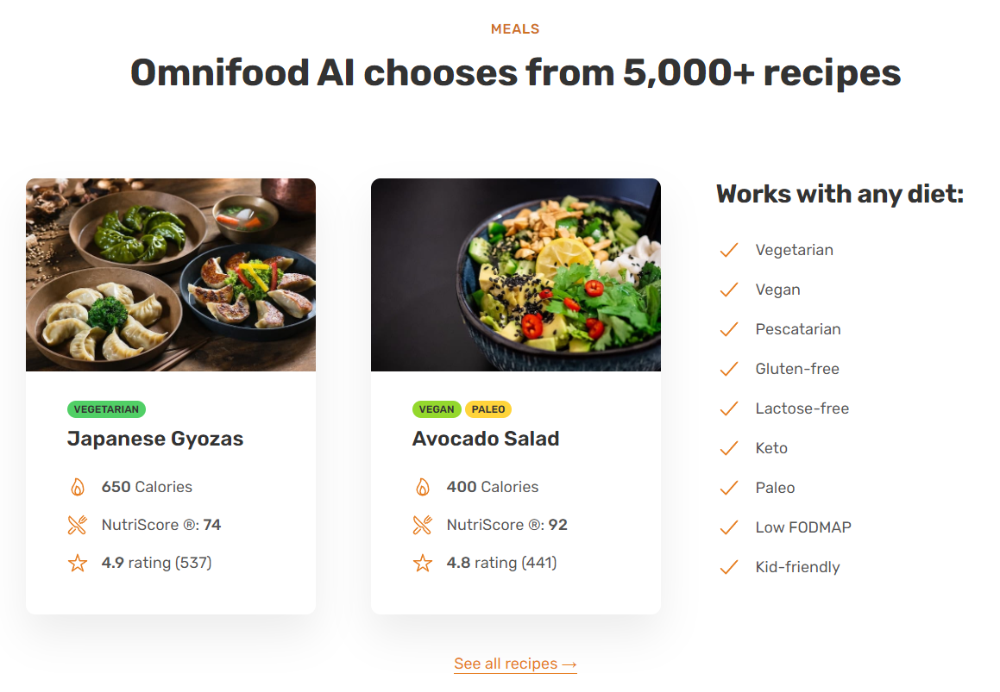 MEALS
Omnifood AI chooses from 5,000+ recipes
VEGETARIAN
Japanese Gyozas
650 Calories
NutriScore ®: 74
4.9 rating (537)
VEGAN PALEO
Avocado Salad
400 Calories
NutriScore ®: 92
4.8 rating (441)
Works with any diet:
Vegetarian
Vegan
Pescatarian
Gluten-free
Lactose-free
Keto
Paleo
Low FODMAP
Kid-friendly
See all recipes →